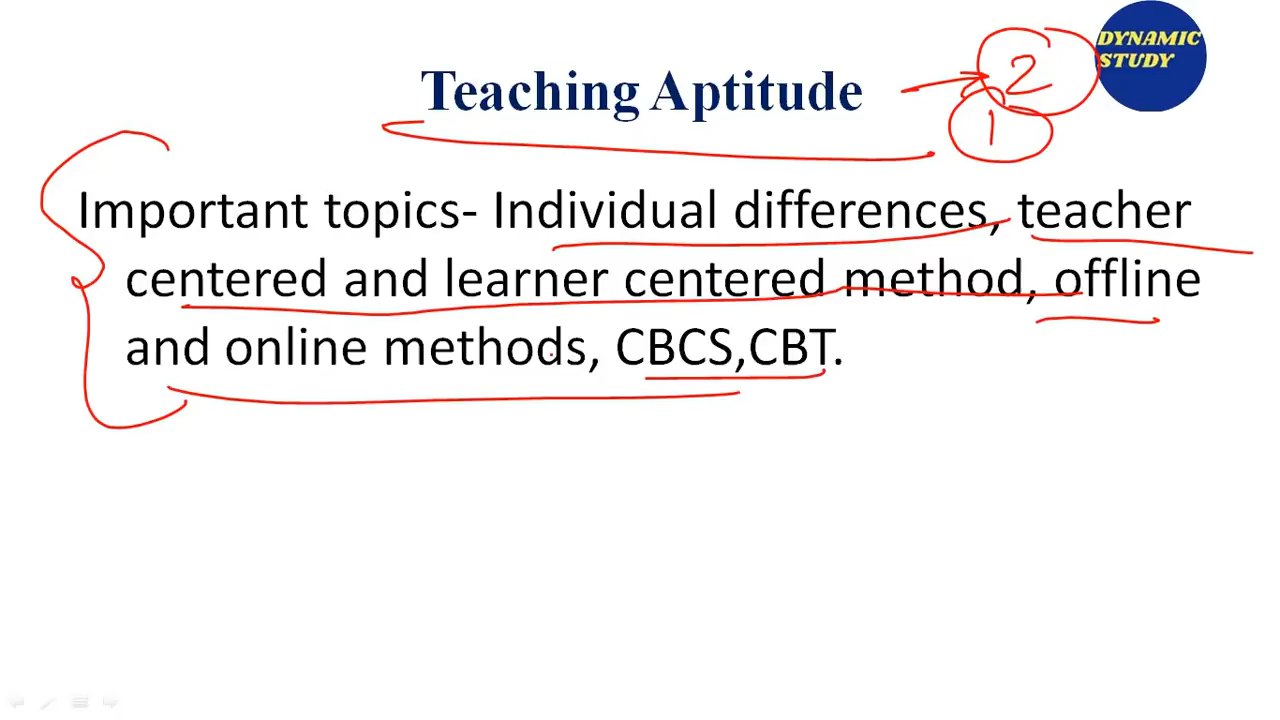 DYNAMIC
STUDY
Teaching Aptitude
2
1
Important topics- Individual differences, teacher
centered and learner centered method, offline
and online methods, CBCS,CBT.